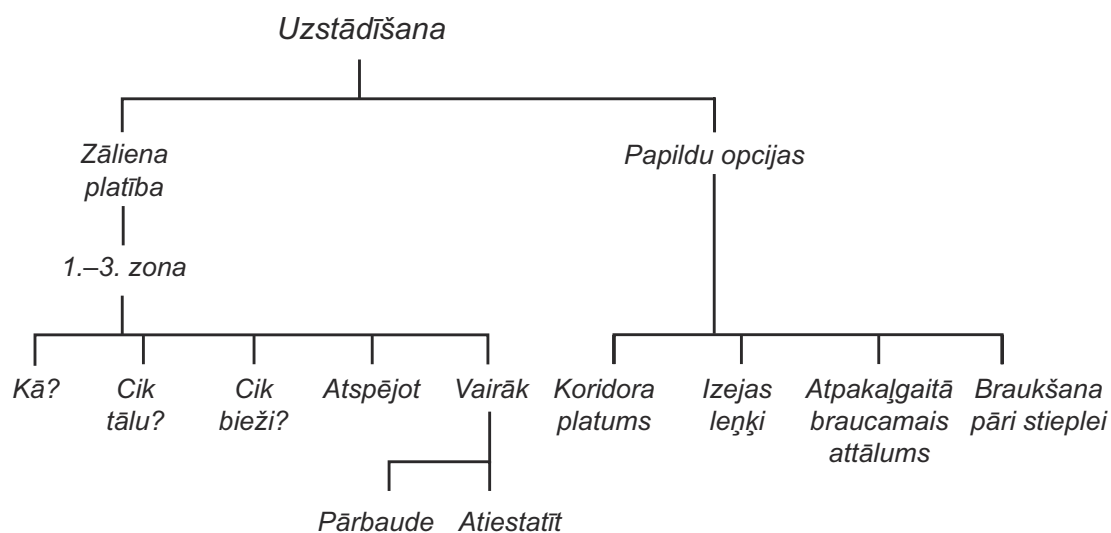 Uzstādīšana
Zāliena
platība
Papildu opcijas
1.–3. zona
Kā?
Cik
tālu?
Cik
bieži?
Atspējot
Vairāk
Koridora
platums
Izejas
leņķi
Atpakaļgaitā
braucamais
attālums
Braukšana
pāri stieplei
Pārbaude
Atiestatīt